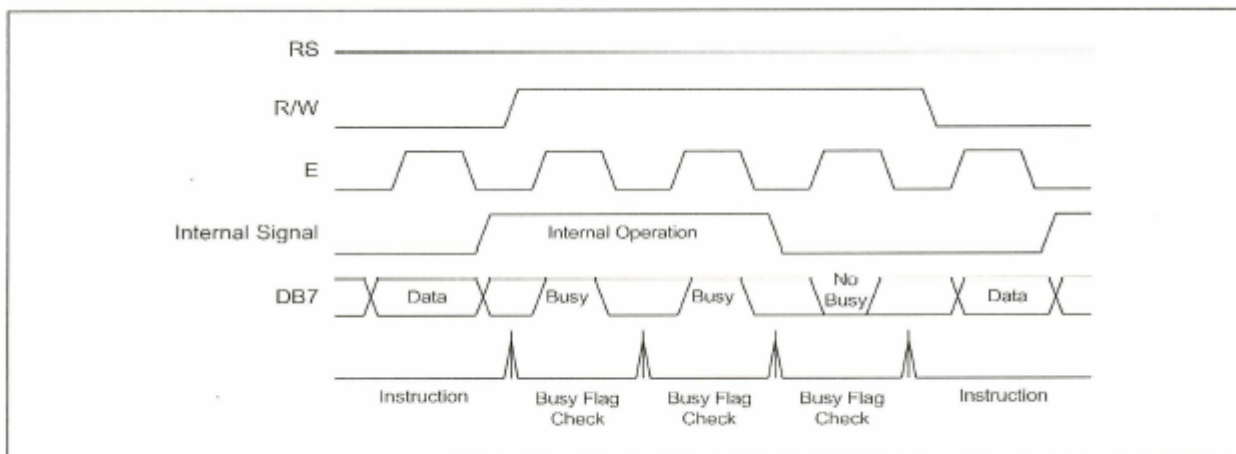 RS
R/W
E
Internal Signal
Internal Operation
DB7
Data
Busy
Busy
No
Busy
Data
Instruction
Busy Flag
Check
Busy Flag
Check
Busy Flag
Check
Instruction